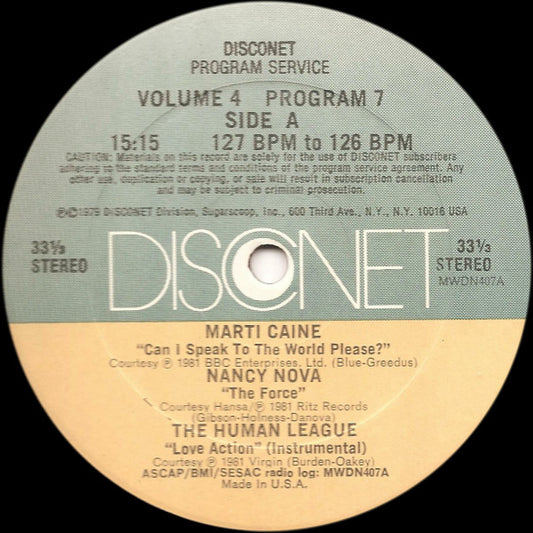 DISCONET
PROGRAM SERVICE
VOLUME 4 PROGRAM 7
SIDE A
15:15 127 BPM to 126 BPM
CAUTION: Materials on this record are solely for the use of DISCONET subscribers
adhering to the standard terms and conditions of the program service agreement. Any
other use, duplication or copying, or sale will result in subscription cancellation
and may be subject to criminal prosecution.
Ⓟ©1979 DISCONET Division, Sugarscoop, Inc., 600 Third Ave., N.Y., N.Y. 10016 USA
33⅓ STEREO
DISCONET
33⅓ STEREO
MWDN407A
MARTI CAINE
"Can I Speak To The World Please?"
Courtesy Ⓟ 1981 BBC Enterprises, Ltd. (Blue-Greedus)
NANCY NOVA
"The Force"
Courtesy Hansa/Ⓟ 1981 Ritz Records
(Gibson-Holness-Danova)
THE HUMAN LEAGUE
"Love Action" (Instrumental)
Courtesy Ⓟ 1981 Virgin (Burden-Oakey)
ASCAP/BMI/SESAC radio log: MWDN407A
Made in U.S.A.